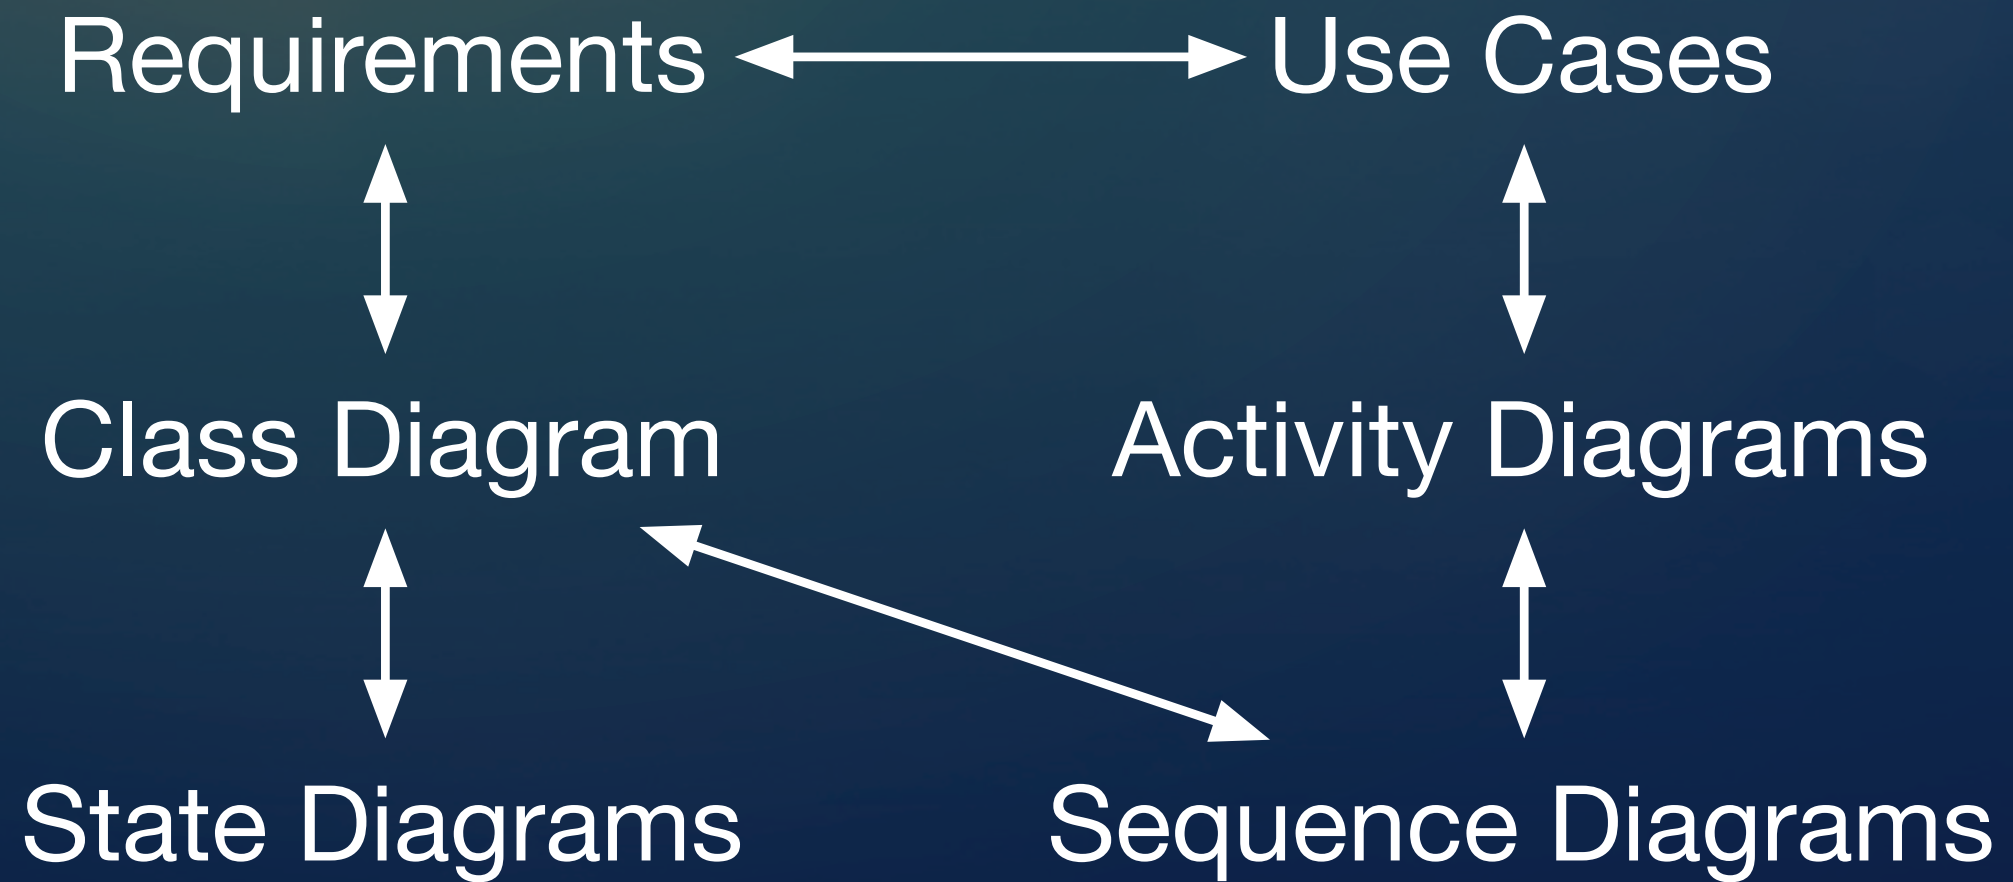 Requirements
Use Cases
Class Diagram
Activity Diagrams
State Diagrams
Sequence Diagrams